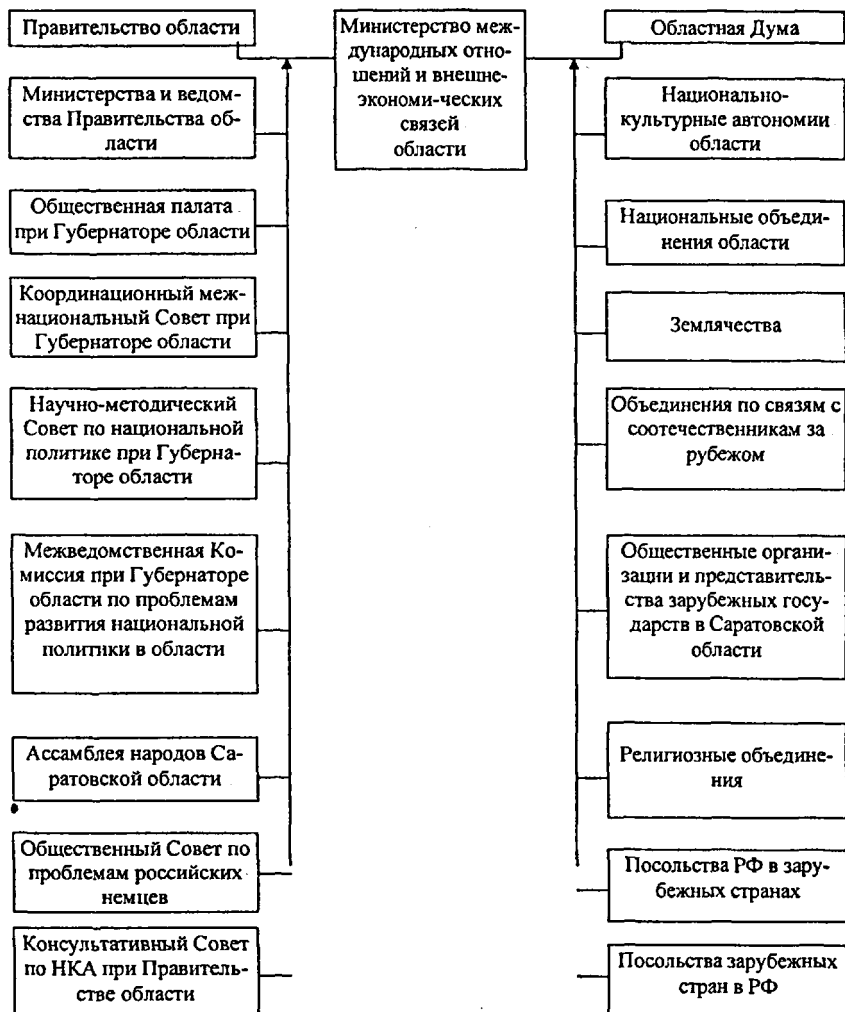 Правительство области
Министерство меж-
дународных отно-
шений и внешне-
экономи-ческих
связей
области
Областная Дума
Министерства и ведом-
ства Правительства об-
ласти
Общественная палата
при Губернаторе области
Координационный меж-
национальный Совет при
Губернаторе области
Научно-методический
Совет по национальной
политике при Губерна-
торе области
Межведомственная Ко-
миссия при Губернаторе
области по проблемам
развития национальной
политики в области
Ассамблея народов Са-
ратовской области
Общественный Совет по
проблемам российских
немцев
Консультативный Совет
по НКА при Правитель-
стве области
Национально-
культурные автономии
области
Национальные объеди-
нения области
Землячества
Объединения по связям с
соотечественникам за
рубежом
Общественные органи-
зации и представитель-
ства зарубежных госу-
дарств в Саратовской
области
Религиозные объедине-
ния
Посольства РФ в зару-
бежных странах
Посольства зарубежных
стран в РФ